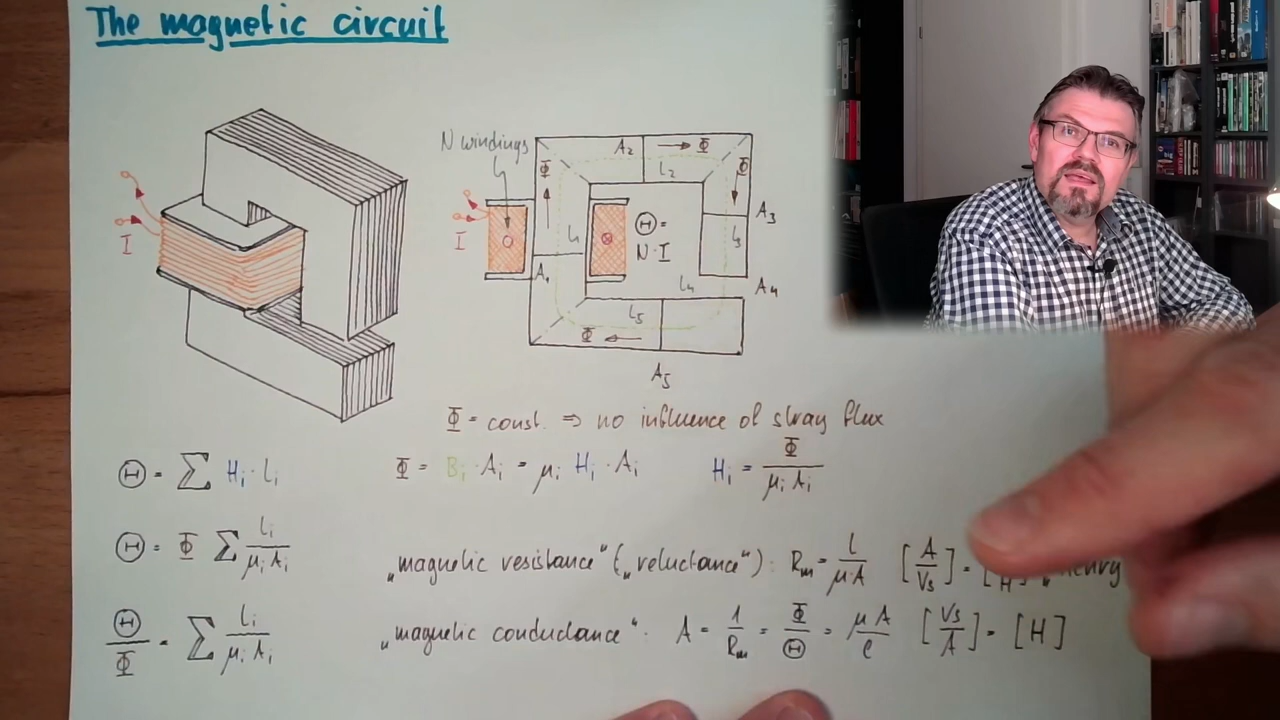 The magnetic circuit
N windings
A₂ → Φ
Φ
Φ
l₂
A₃
I
I
Θ =
N·I
l₁
l₃
A₁
l₄
A₄
l₅
Φ ←
A₅
Φ = const. ⇒ no influence of stray flux
Θ = Σ Hᵢ · lᵢ
Φ = Bᵢ · Aᵢ = μᵢ Hᵢ · Aᵢ
Hᵢ = Φ / μᵢ Aᵢ
Θ = Φ Σ lᵢ / μᵢ Aᵢ
„magnetic resistance" („reluctance"): Rₘ = l / μ·A [A/Vs] = [ /H] „Henry
Θ/Φ = Σ lᵢ / μᵢ Aᵢ
„magnetic conductance": Λ = 1/Rₘ = Φ/Θ = μ A / l [Vs/A] = [H]